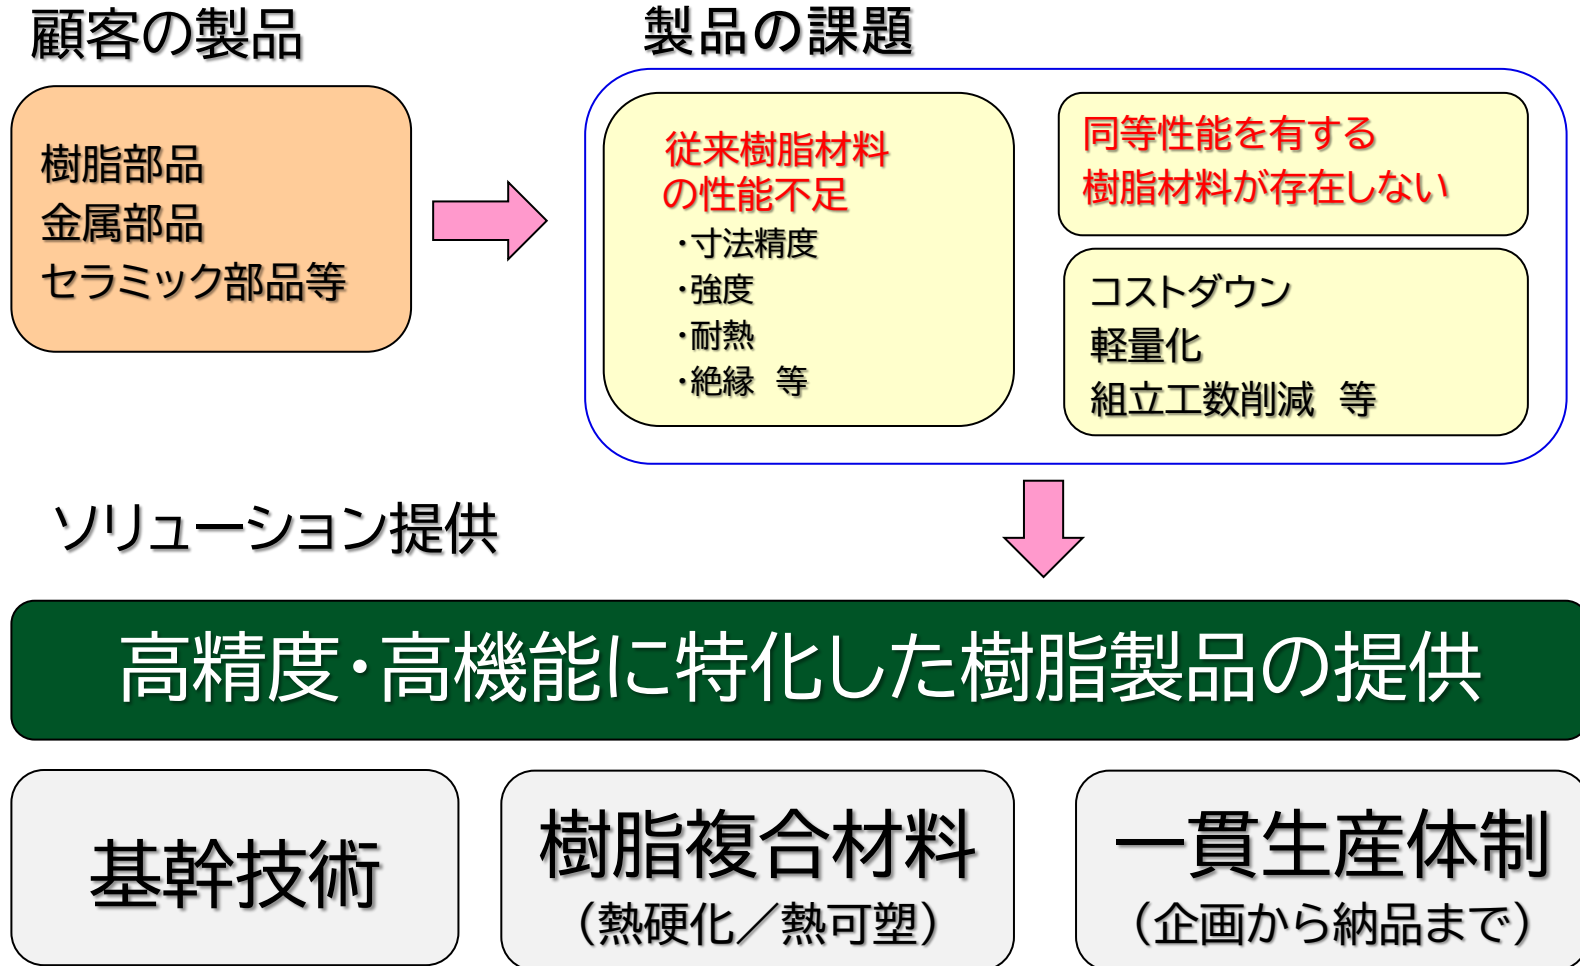 顧客の製品
樹脂部品
金属部品
セラミック部品等
製品の課題
従来樹脂材料
の性能不足
・寸法精度
・強度
・耐熱
・絶縁　等
同等性能を有する
樹脂材料が存在しない
コストダウン
軽量化
組立工数削減　等
ソリューション提供
高精度・高機能に特化した樹脂製品の提供
基幹技術
樹脂複合材料
（熱硬化／熱可塑）
一貫生産体制
（企画から納品まで）